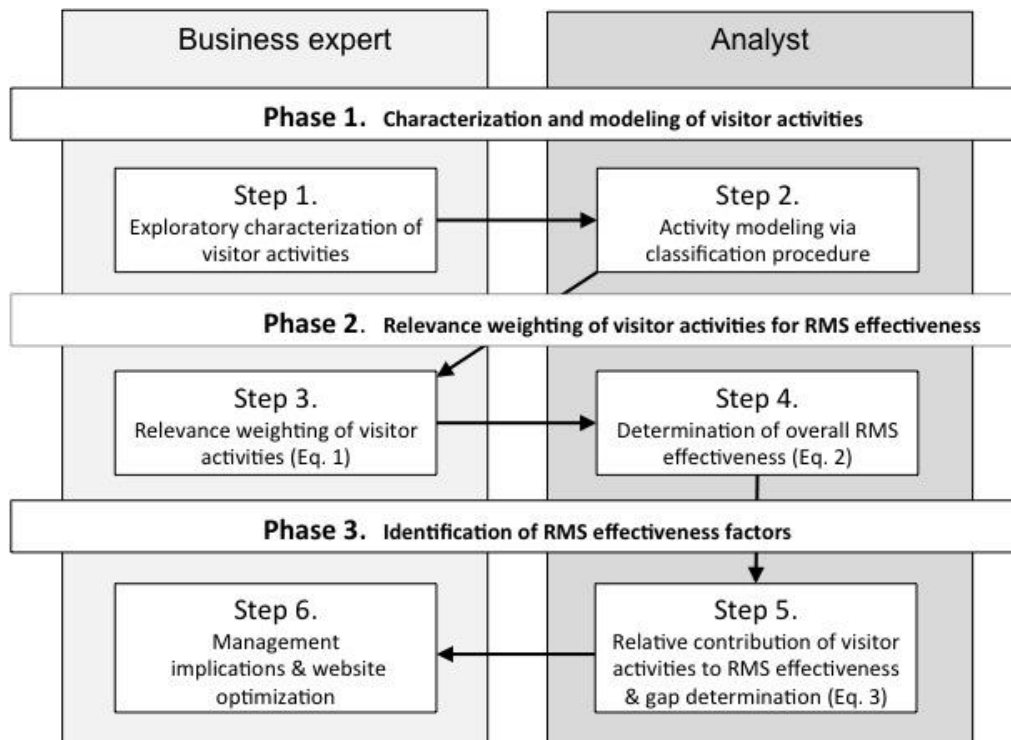 Business expert
Analyst
Phase 1. Characterization and modeling of visitor activities
Step 1.
Exploratory characterization of
visitor activities
Step 2.
Activity modeling via
classification procedure
Phase 2. Relevance weighting of visitor activities for RMS effectiveness
Step 3.
Relevance weighting of visitor
activities (Eq. 1)
Step 4.
Determination of overall RMS
effectiveness (Eq. 2)
Phase 3. Identification of RMS effectiveness factors
Step 6.
Management
implications & website
optimization
Step 5.
Relative contribution of visitor
activities to RMS effectiveness
& gap determination (Eq. 3)